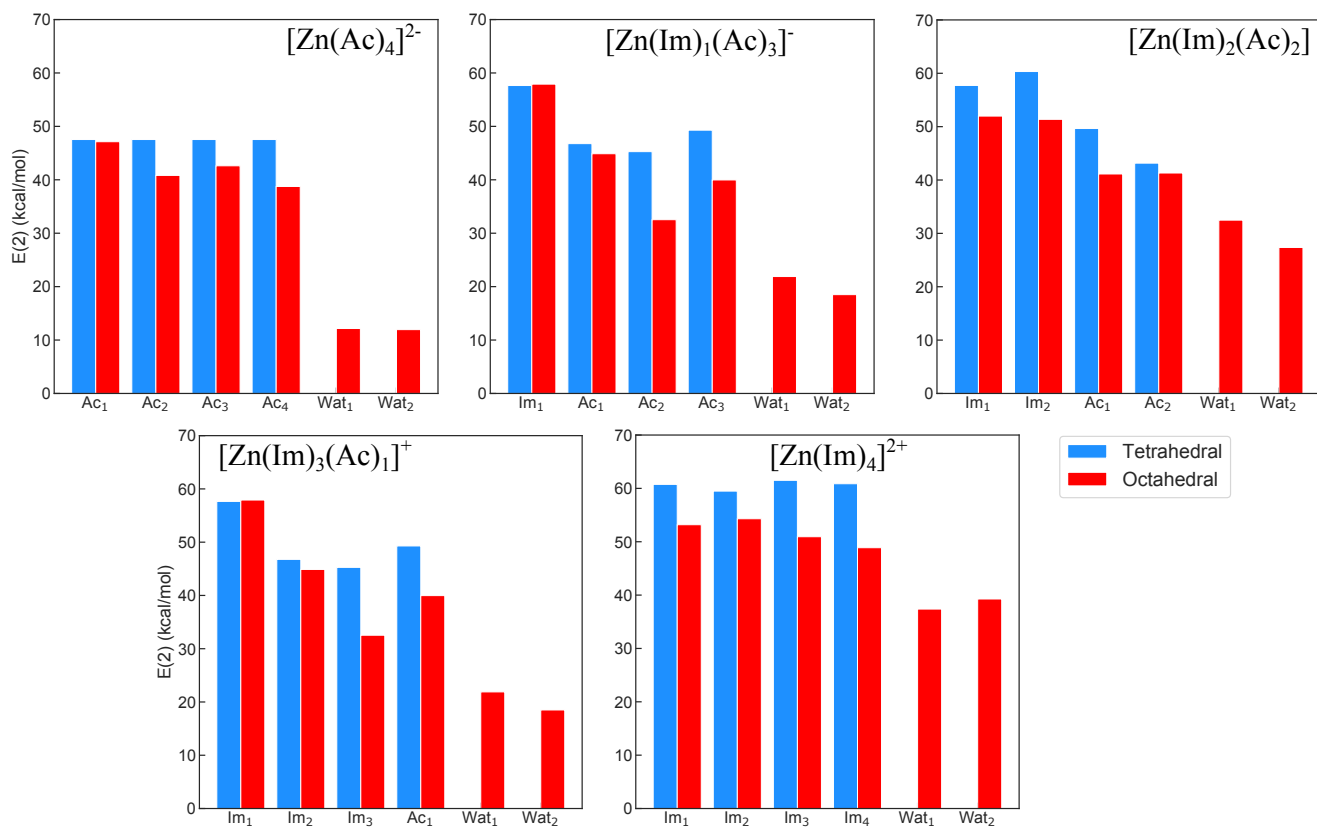 [Zn(Ac)₄]²⁻
70
60
50
40
30
20
10
0
E(2) (kcal/mol)
Ac₁ Ac₂ Ac₃ Ac₄ Wat₁ Wat₂
[Zn(Im)₁(Ac)₃]⁻
70
60
50
40
30
20
10
0
Im₁ Ac₁ Ac₂ Ac₃ Wat₁ Wat₂
[Zn(Im)₂(Ac)₂]
70
60
50
40
30
20
10
0
Im₁ Im₂ Ac₁ Ac₂ Wat₁ Wat₂
[Zn(Im)₃(Ac)₁]⁺
70
60
50
40
30
20
10
0
E(2) (kcal/mol)
Im₁ Im₂ Im₃ Ac₁ Wat₁ Wat₂
[Zn(Im)₄]²⁺
70
60
50
40
30
20
10
0
Im₁ Im₂ Im₃ Im₄ Wat₁ Wat₂
Tetrahedral
Octahedral